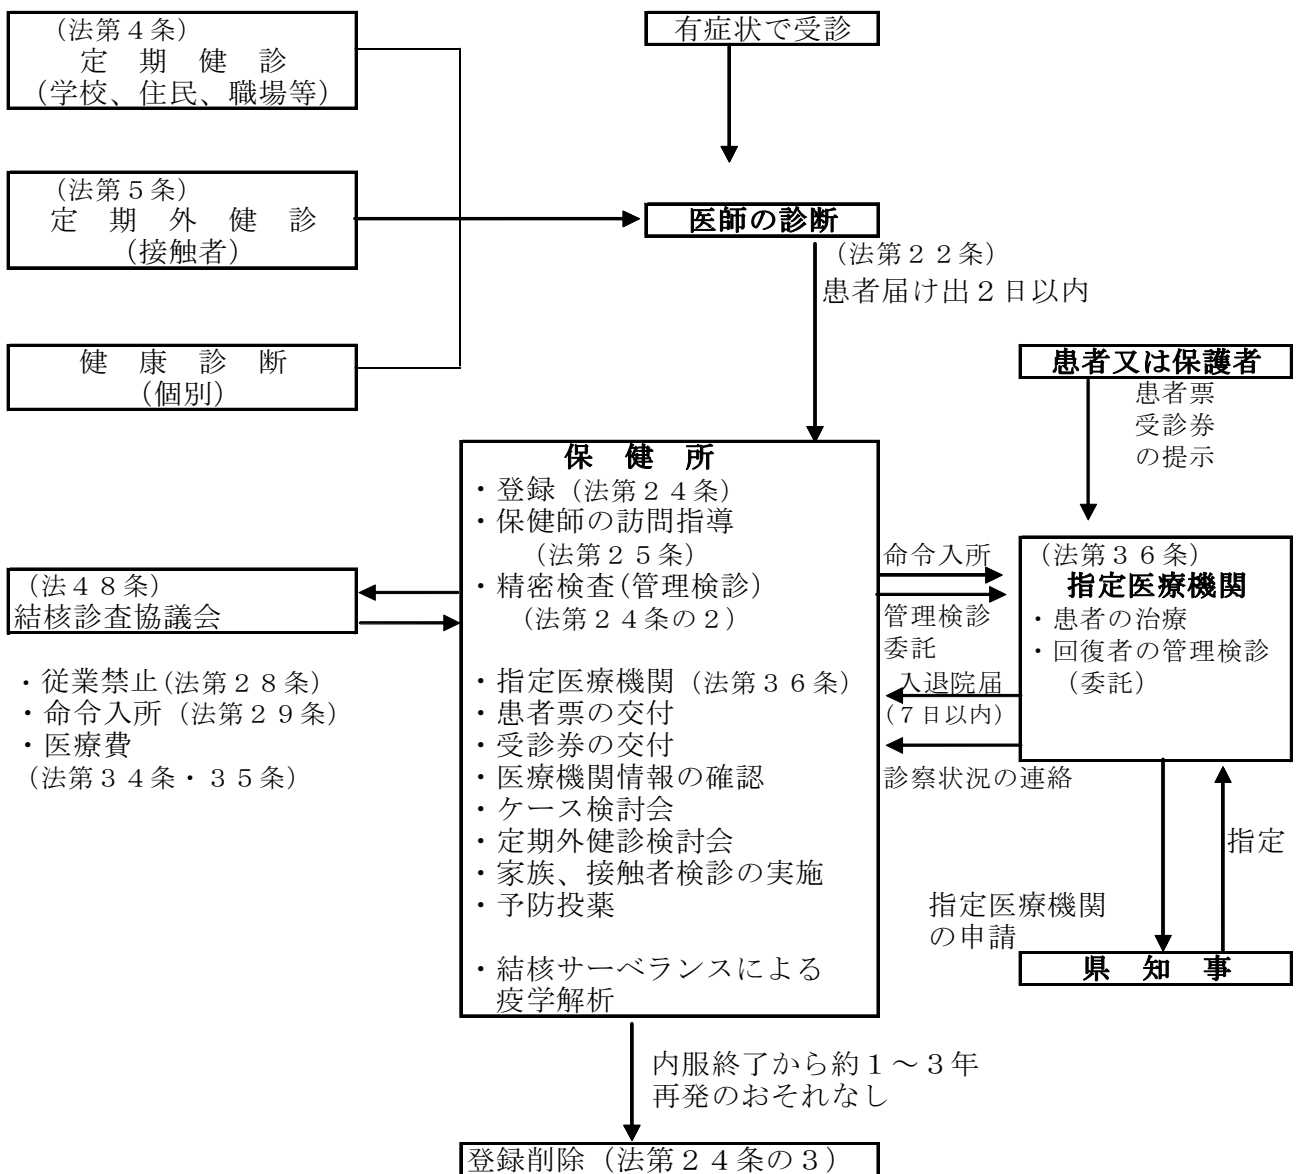 (法第４条)
定　期　健　診
(学校、住民、職場等)
有症状で受診
(法第５条)
定　期　外　健　診
(接触者)
医師の診断
(法第２２条)
患者届け出２日以内
健　康　診　断
(個別)
患者又は保護者
患者票
受診券
の提示
保　健　所
・登録（法第２４条）
・保健師の訪問指導
（法第２５条）
・精密検査(管理検診)
（法第２４条の２）
・指定医療機関（法第３６条）
・患者票の交付
・受診券の交付
・医療機関情報の確認
・ケース検討会
・定期外健診検討会
・家族、接触者検診の実施
・予防投薬
・結核サーベランスによる
疫学解析
(法４８条)
結核診査協議会
・従業禁止(法第２８条)
・命令入所（法第２９条）
・医療費
（法第３４条・３５条）
命令入所
管理検診
委託
入退院届
(７日以内)
診察状況の連絡
（法第３６条）
指定医療機関
・患者の治療
・回復者の管理検診
（委託）
指定
指定医療機関
の申請
県　知　事
内服終了から約１～３年
再発のおそれなし
登録削除（法第２４条の３）